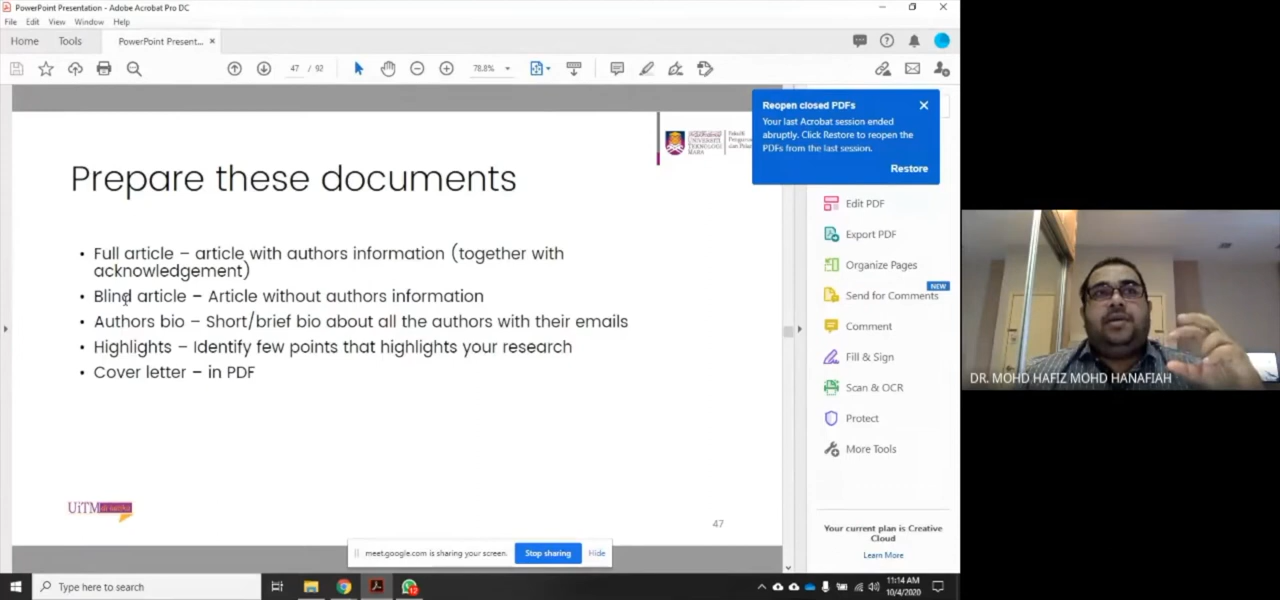 PowerPoint Presentation - Adobe Acrobat Pro DC
File Edit View Window Help
Home Tools PowerPoint Present... ×
47 / 92 78.8%
Reopen closed PDFs
Your last Acrobat session ended
abruptly. Click Restore to reopen the
PDFs from the last session.
Restore
UNIVERSITI
TEKNOLOGI
MARA
Prepare these documents
• Full article – article with authors information (together with
acknowledgement)
• Blind article – Article without authors information
• Authors bio – Short/brief bio about all the authors with their emails
• Highlights – Identify few points that highlights your research
• Cover letter – in PDF
UiTM
47
Edit PDF
Export PDF
Organize Pages
NEW
Send for Comments
Comment
Fill & Sign
Scan & OCR
Protect
More Tools
Your current plan is Creative
Cloud
Learn More
DR. MOHD HAFIZ MOHD HANAFIAH
meet.google.com is sharing your screen. Stop sharing Hide
Type here to search
12
11:14 AM
10/4/2020